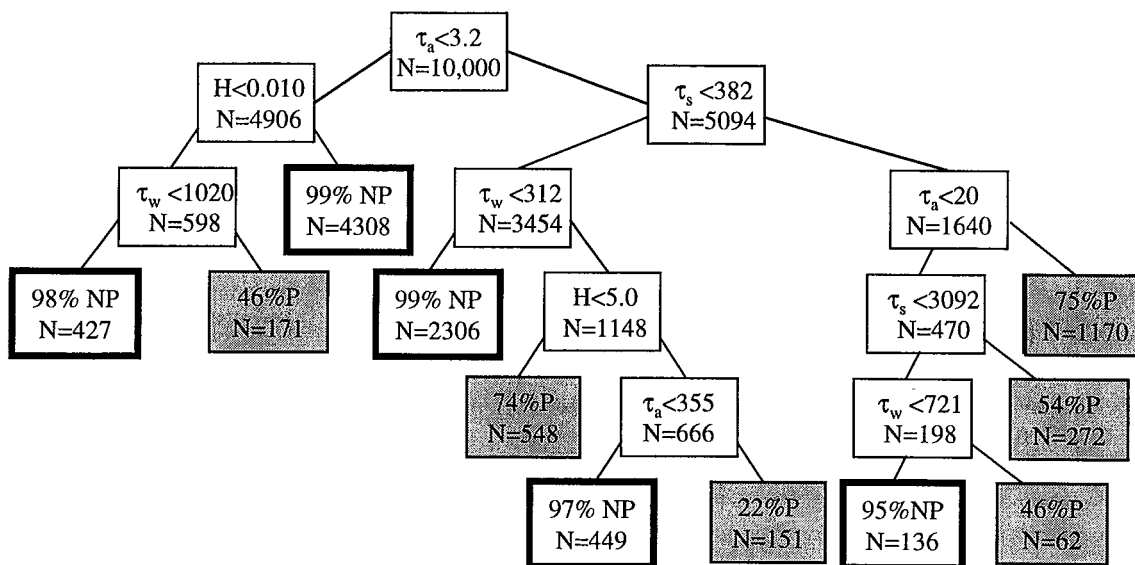 τa<3.2
N=10,000
H<0.010
N=4906
τs <382
N=5094
τw <1020
N=598
99% NP
N=4308
τw <312
N=3454
τa<20
N=1640
98% NP
N=427
46%P
N=171
99% NP
N=2306
H<5.0
N=1148
τs<3092
N=470
75%P
N=1170
74%P
N=548
τa<355
N=666
τw <721
N=198
54%P
N=272
97% NP
N=449
22%P
N=151
95%NP
N=136
46%P
N=62